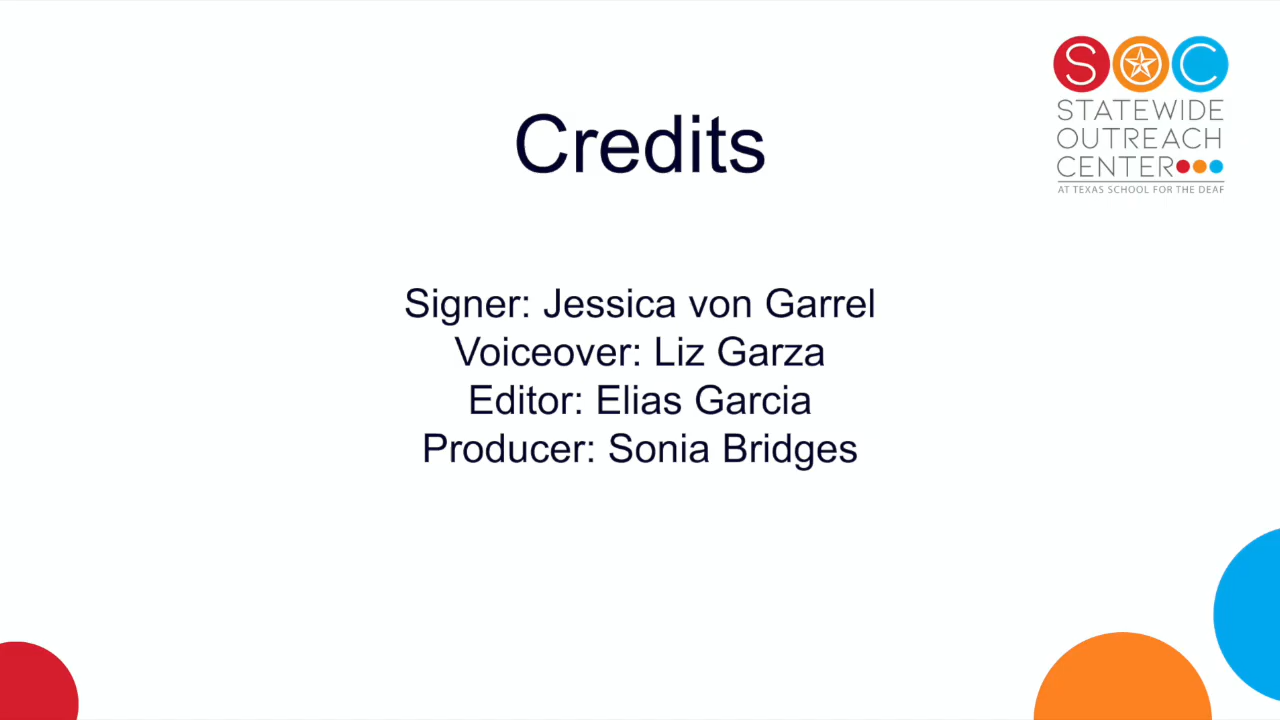 Credits
Signer: Jessica von Garrel
Voiceover: Liz Garza
Editor: Elias Garcia
Producer: Sonia Bridges
SOC
STATEWIDE
OUTREACH
CENTER
AT TEXAS SCHOOL FOR THE DEAF